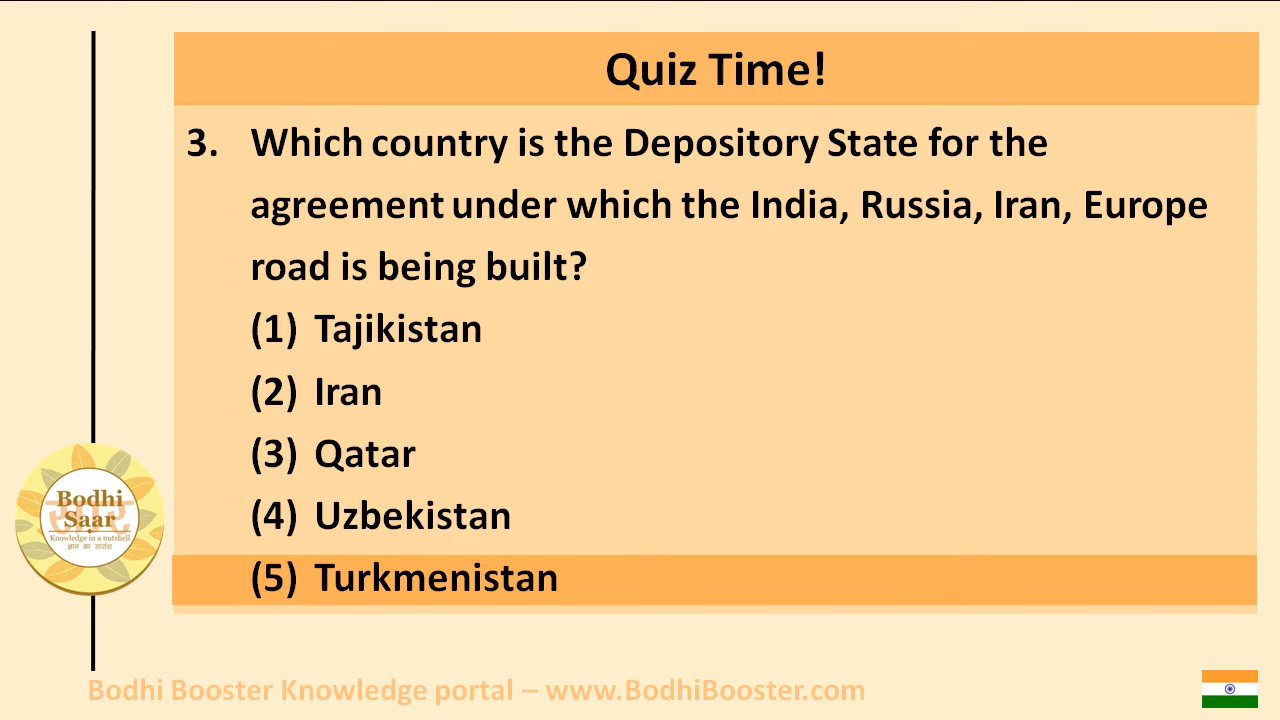 Quiz Time!
3. Which country is the Depository State for the
agreement under which the India, Russia, Iran, Europe
road is being built?
(1) Tajikistan
(2) Iran
(3) Qatar
(4) Uzbekistan
(5) Turkmenistan
Bodhi
Saar
Knowledge in a nutshell
ज्ञान का सारांश
Bodhi Booster Knowledge portal – www.BodhiBooster.com